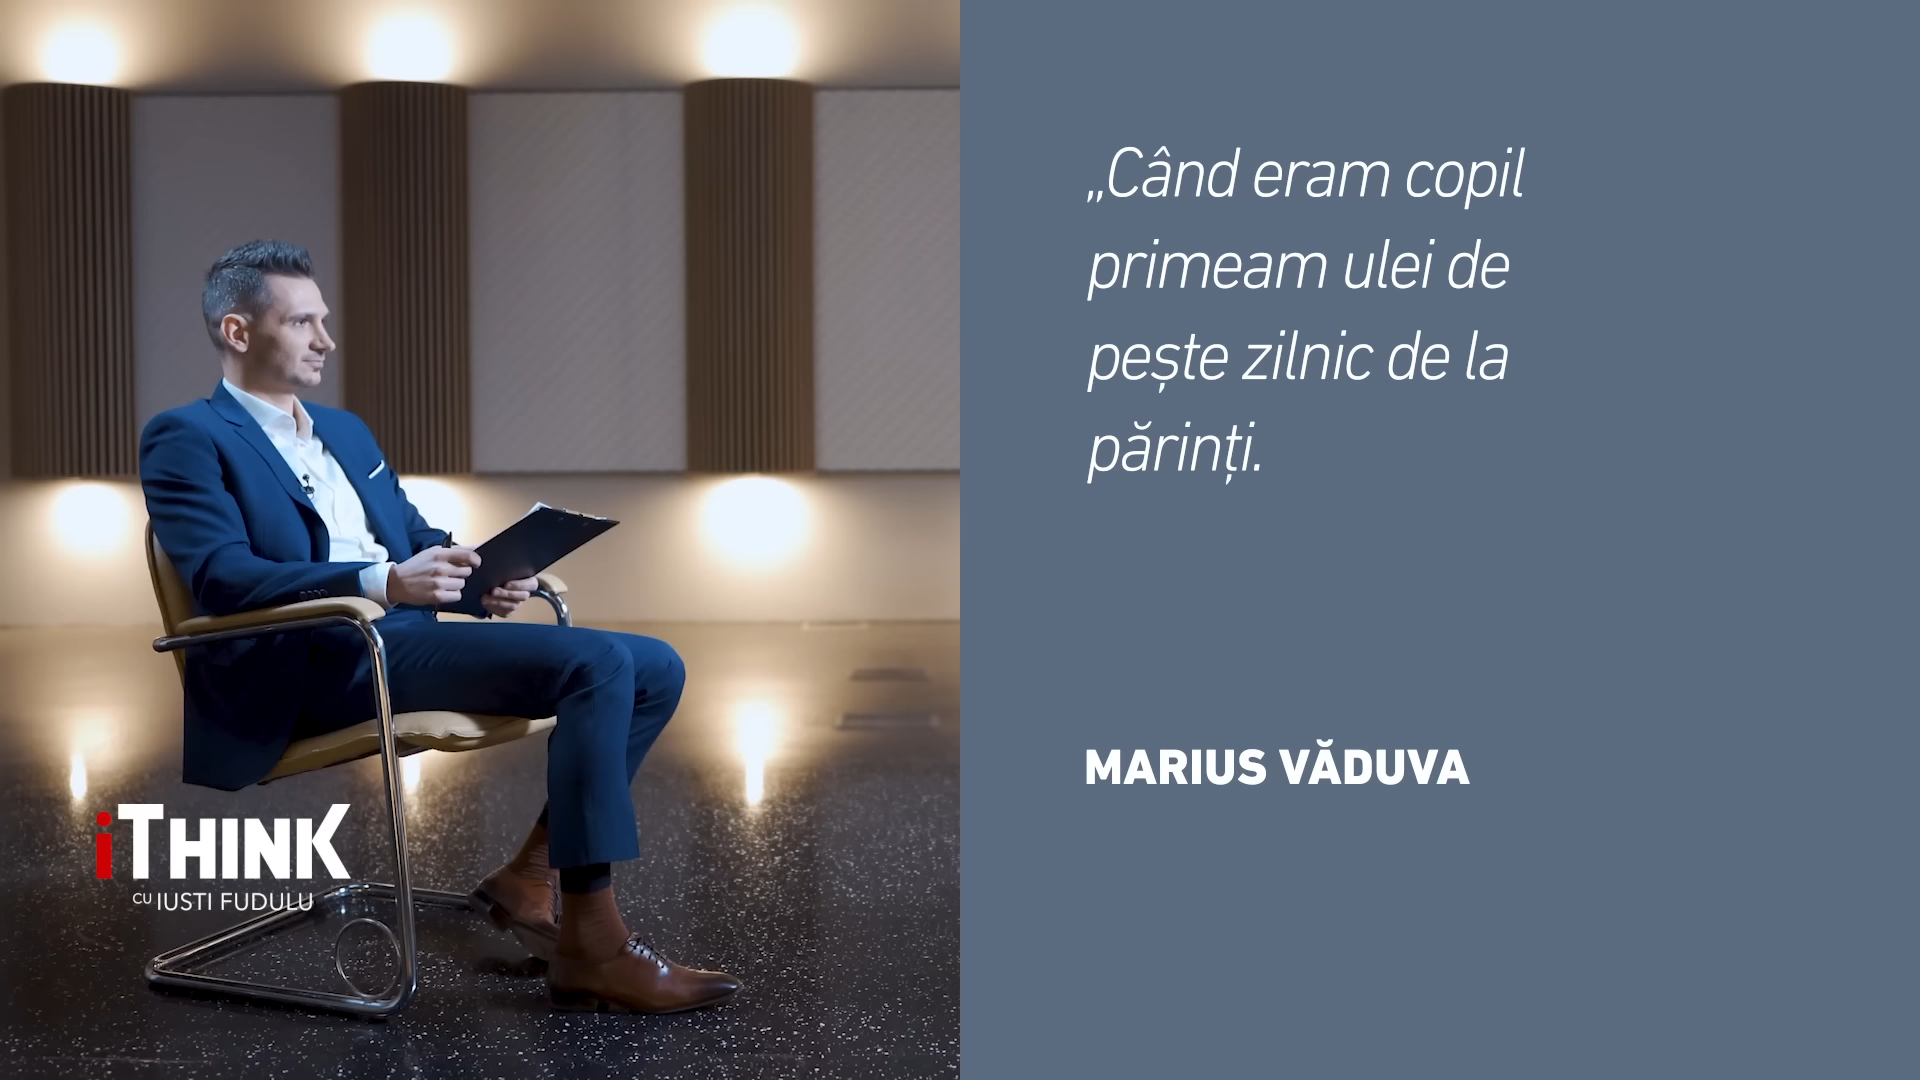 „Când eram copil
primeam ulei de
pește zilnic de la
părinți.
MARIUS VĂDUVA
iTHINK
CU IUSTI FUDULU